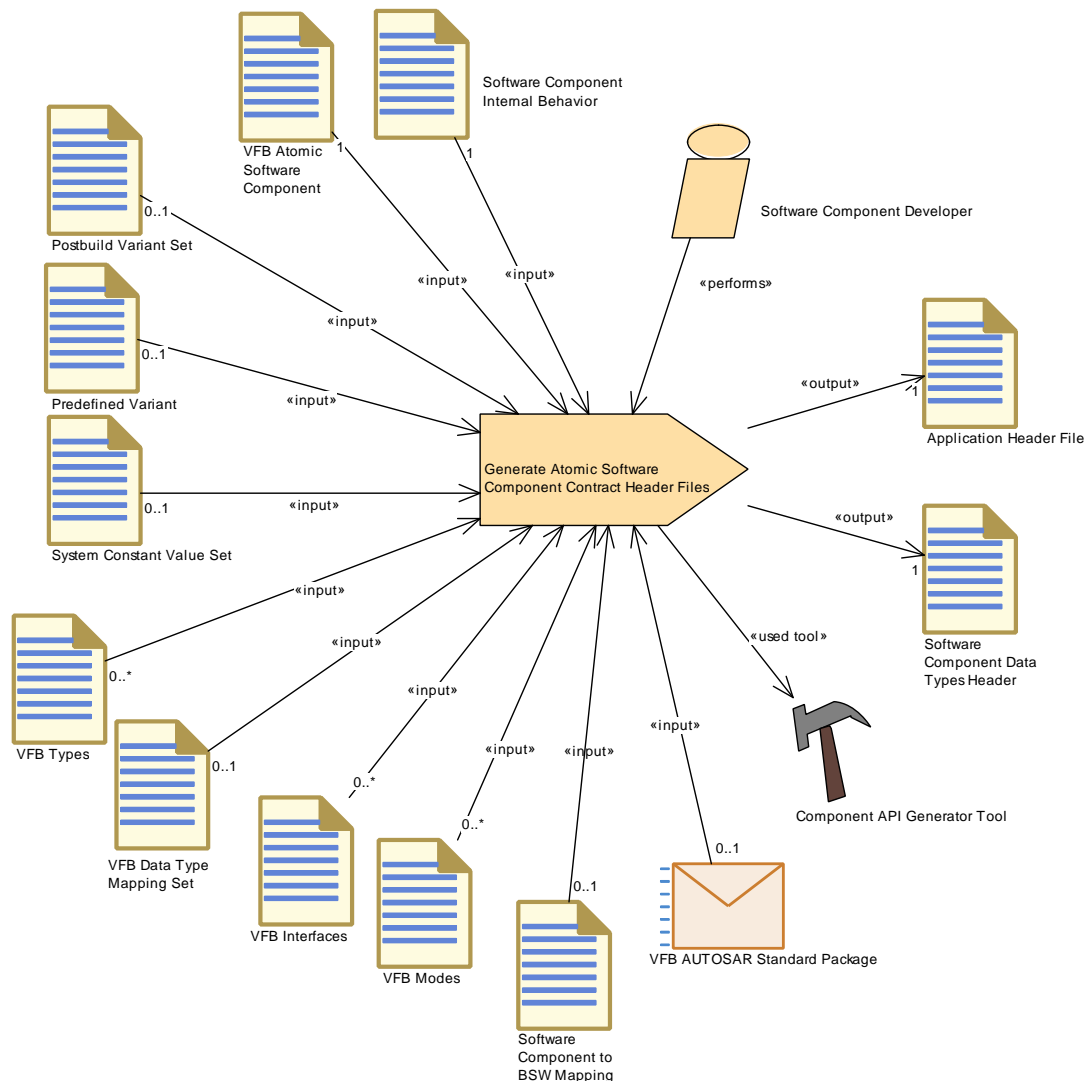 Software Component
Internal Behavior
1
1
VFB Atomic
Software
Component
0..1
Postbuild Variant Set
Software Component Developer
«input»
«input»
«performs»
«input»
0..1
Predefined Variant
«input»
«output»
1
Application Header File
Generate Atomic Software
Component Contract Header Files
0..1
«input»
System Constant Value Set
«output»
1
Software
Component Data
Types Header
«input»
0..*
VFB Types
«input»
«used tool»
0..1
VFB Data Type
Mapping Set
«input»
0..*
VFB Interfaces
«input»
0..*
VFB Modes
«input»
0..1
Software
Component to
BSW Mapping
«input»
0..1
VFB AUTOSAR Standard Package
Component API Generator Tool